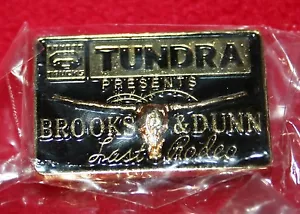 TUNDRA
PRESENTS
BROOKS & DUNN
Last Rodeo